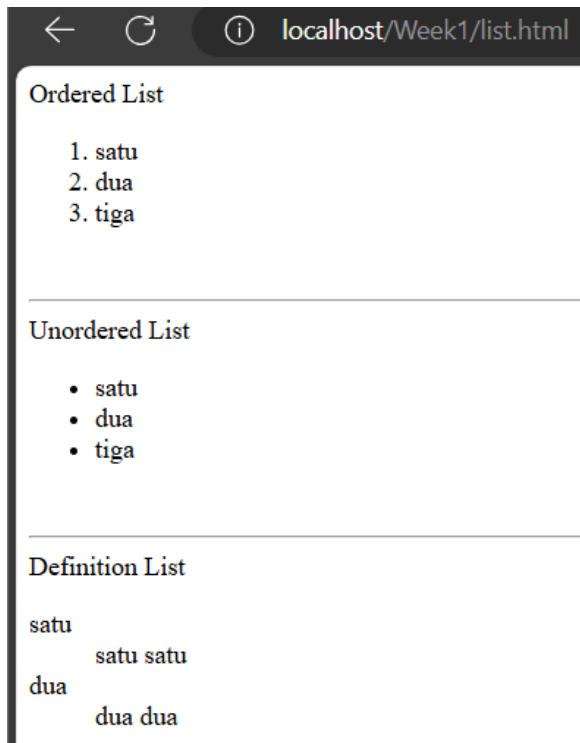 localhost/Week1/list.html
Ordered List
1. satu
2. dua
3. tiga
Unordered List
• satu
• dua
• tiga
Definition List
satu
satu satu
dua
dua dua